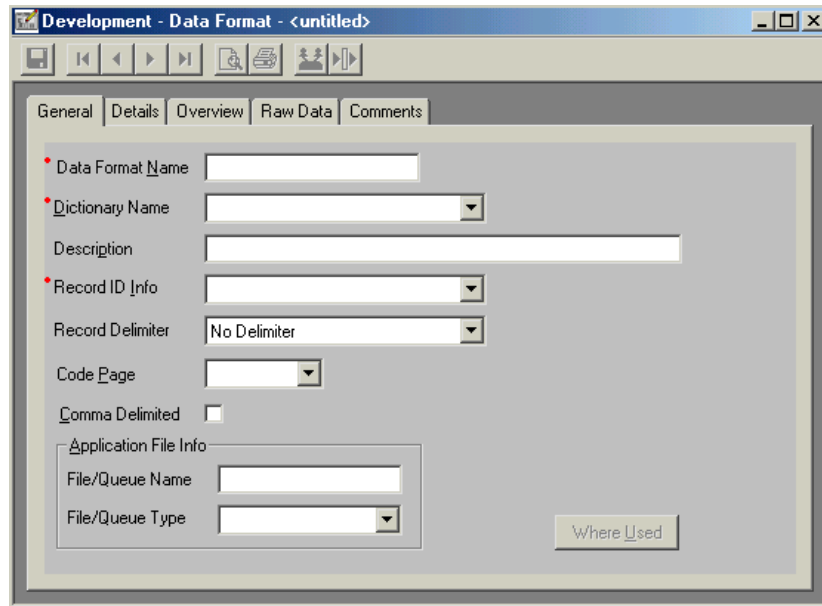 Development - Data Format - <untitled>
General Details Overview Raw Data Comments
Data Format Name
Dictionary Name
Description
Record ID Info
Record Delimiter No Delimiter
Code Page
Comma Delimited
Application File Info
File/Queue Name
File/Queue Type
Where Used